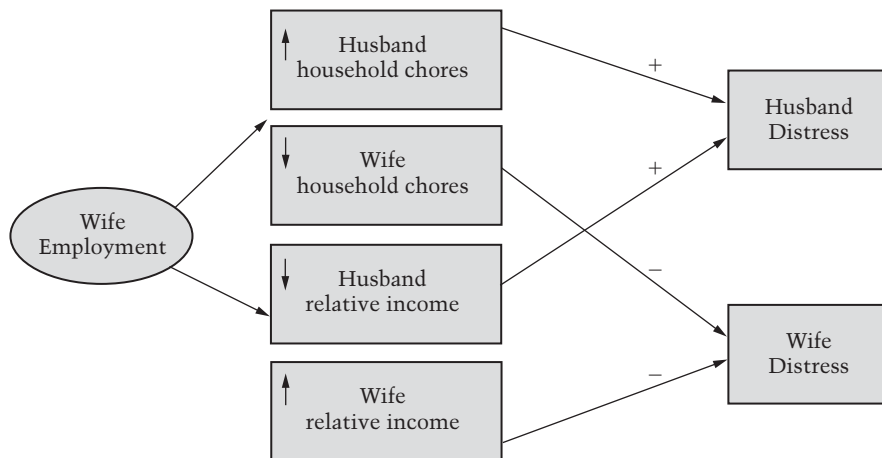 Wife
Employment
Husband
household chores
Wife
household chores
Husband
relative income
Wife
relative income
+
+
−
−
Husband
Distress
Wife
Distress